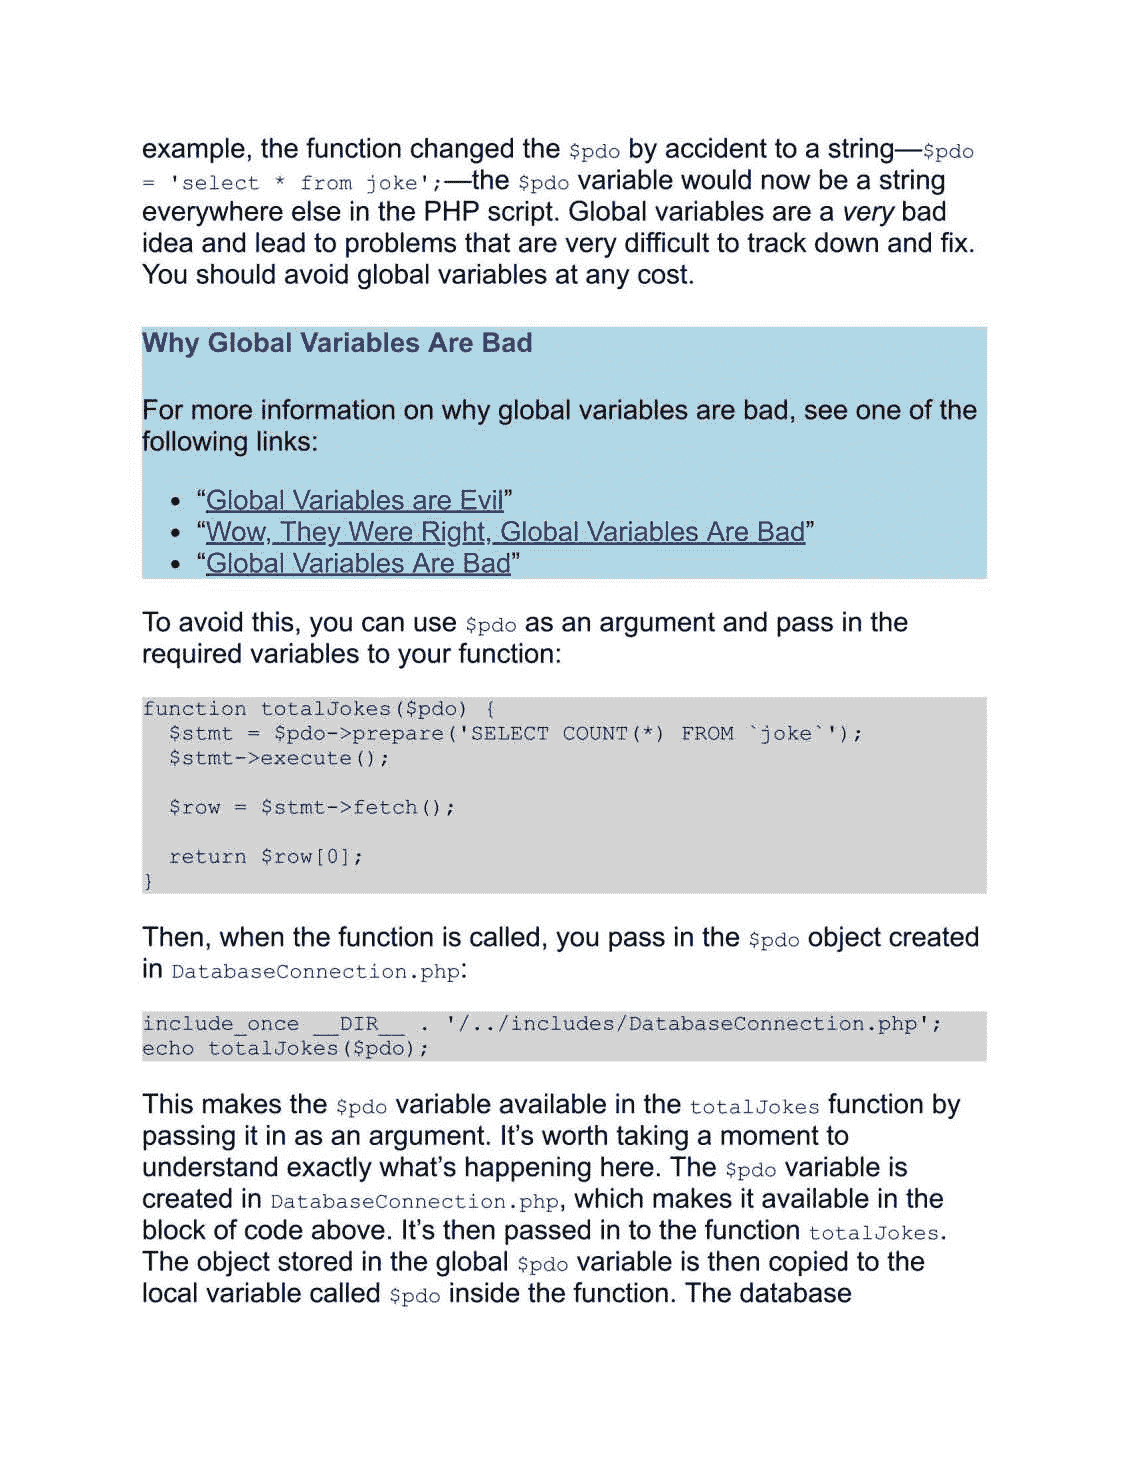 example, the function changed the $pdo by accident to a string—$pdo
= 'select * from joke';—the $pdo variable would now be a string
everywhere else in the PHP script. Global variables are a very bad
idea and lead to problems that are very difficult to track down and fix.
You should avoid global variables at any cost.
Why Global Variables Are Bad
For more information on why global variables are bad, see one of the
following links:
• “Global Variables are Evil”
• “Wow, They Were Right, Global Variables Are Bad”
• “Global Variables Are Bad”
To avoid this, you can use $pdo as an argument and pass in the
required variables to your function:
function totalJokes($pdo) {
  $stmt = $pdo->prepare('SELECT COUNT(*) FROM `joke`');
  $stmt->execute();
  $row = $stmt->fetch();
  return $row[0];
}
Then, when the function is called, you pass in the $pdo object created
in DatabaseConnection.php:
include_once __DIR__ . '/../includes/DatabaseConnection.php';
echo totalJokes($pdo);
This makes the $pdo variable available in the totalJokes function by
passing it in as an argument. It’s worth taking a moment to
understand exactly what’s happening here. The $pdo variable is
created in DatabaseConnection.php, which makes it available in the
block of code above. It’s then passed in to the function totalJokes.
The object stored in the global $pdo variable is then copied to the
local variable called $pdo inside the function. The database